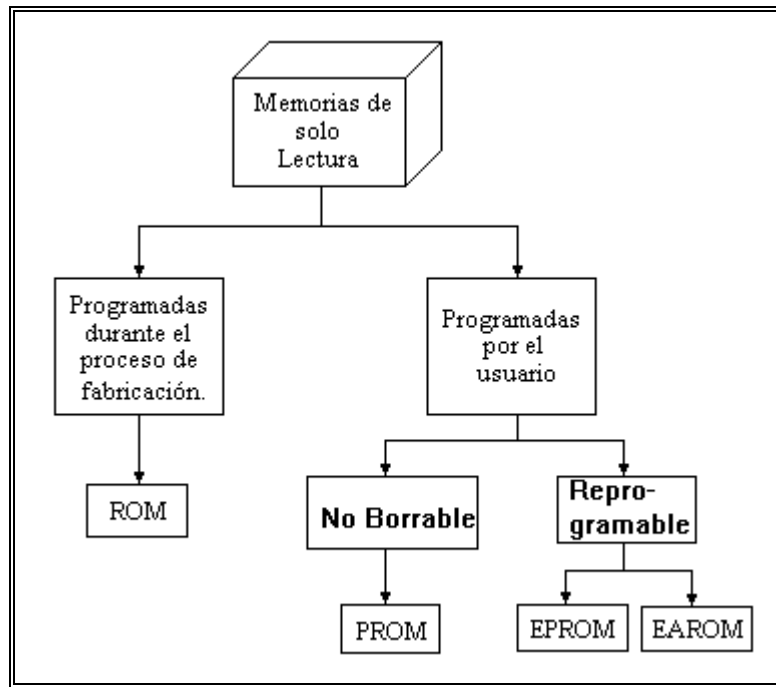 Memorias de
solo
Lectura
Programadas
durante el
proceso de
fabricación.
Programadas
por el
usuario
ROM
No Borrable
Repro-
gramable
PROM
EPROM
EAROM